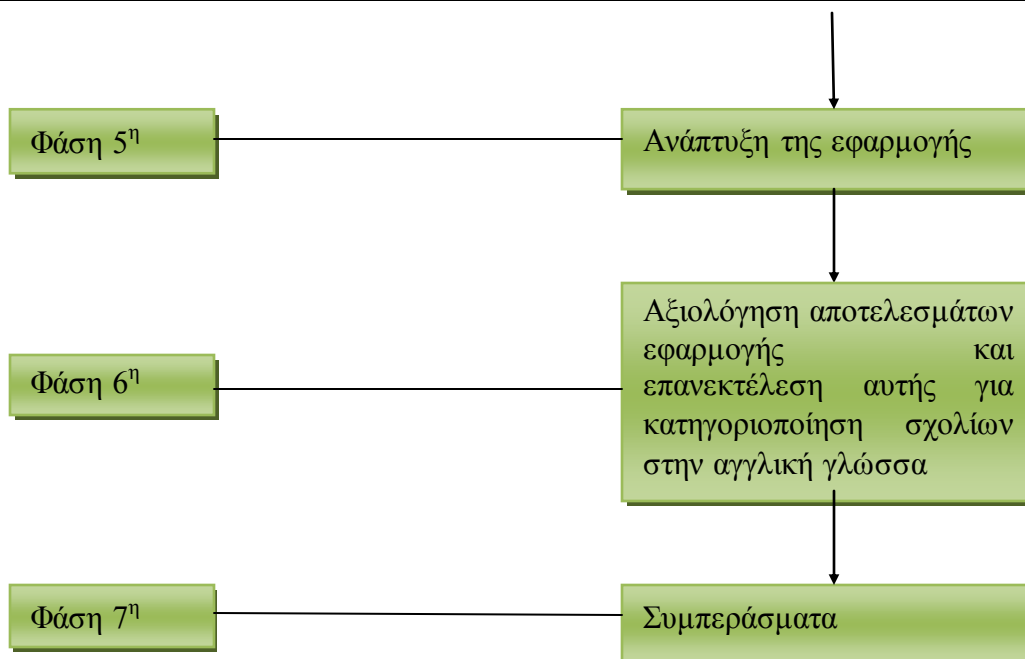 Φάση 5η
Ανάπτυξη της εφαρμογής
Αξιολόγηση αποτελεσμάτων
εφαρμογής και
Φάση 6η
επανεκτέλεση αυτής για
κατηγοριοποίηση σχολίων
στην αγγλική γλώσσα
Φάση 7η
Συμπεράσματα